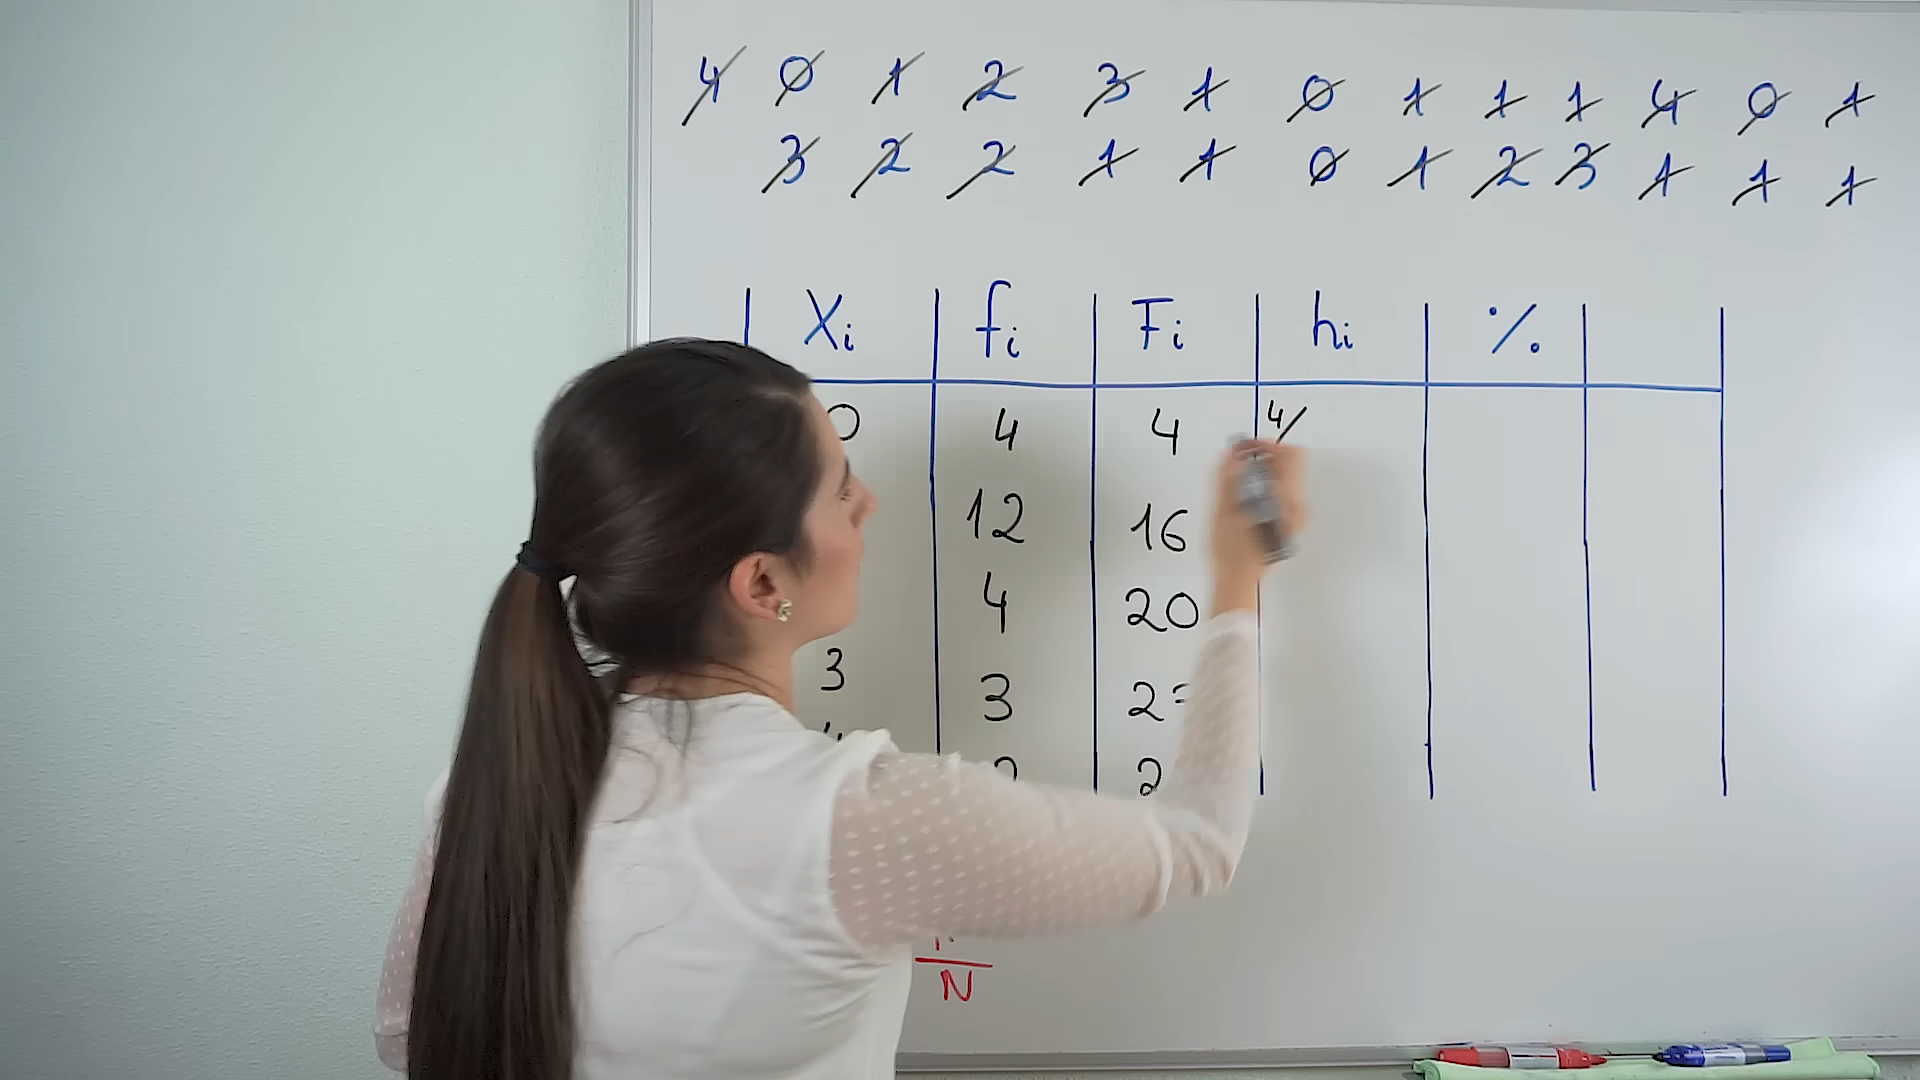 4 0 1 2 3 1 0 1 1 1 4 0 1
3 2 2 1 1 0 1 2 3 1 1 1
Xi fi Fi hi %
0 4 4 4/
12 16
4 20
3 3
N